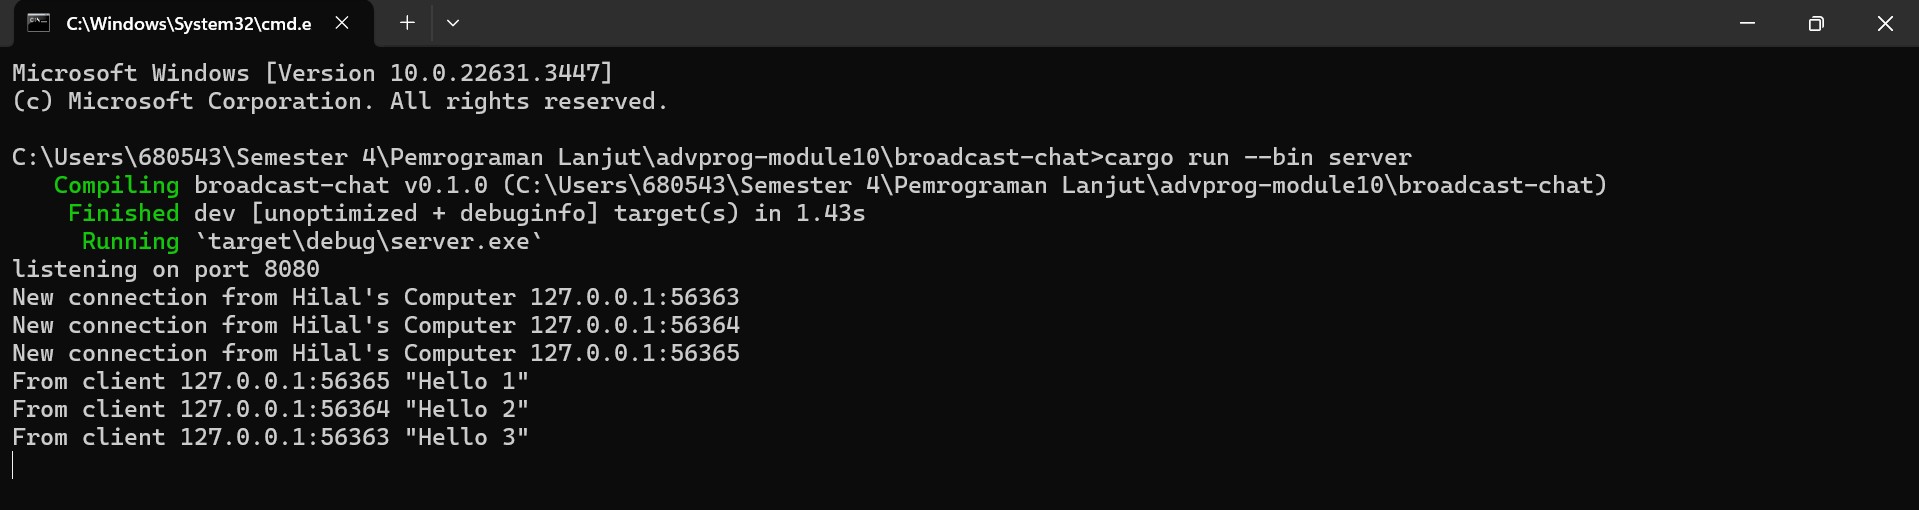 C:\Windows\System32\cmd.e
Microsoft Windows [Version 10.0.22631.3447]
(c) Microsoft Corporation. All rights reserved.
C:\Users\680543\Semester 4\Pemrograman Lanjut\advprog-module10\broadcast-chat>cargo run --bin server
Compiling broadcast-chat v0.1.0 (C:\Users\680543\Semester 4\Pemrograman Lanjut\advprog-module10\broadcast-chat)
Finished dev [unoptimized + debuginfo] target(s) in 1.43s
Running `target\debug\server.exe`
listening on port 8080
New connection from Hilal's Computer 127.0.0.1:56363
New connection from Hilal's Computer 127.0.0.1:56364
New connection from Hilal's Computer 127.0.0.1:56365
From client 127.0.0.1:56365 "Hello 1"
From client 127.0.0.1:56364 "Hello 2"
From client 127.0.0.1:56363 "Hello 3"